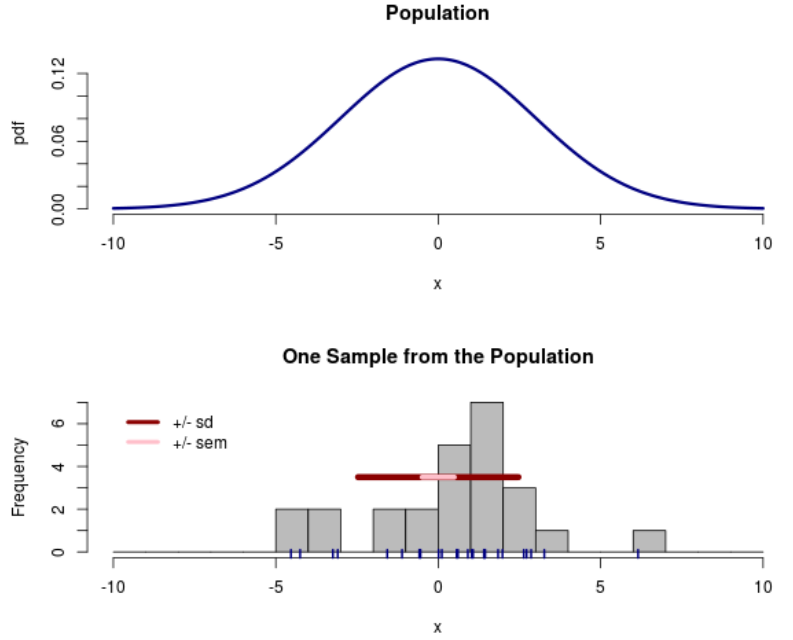 Population
pdf
0.12
0.06
0.00
-10 -5 0 5 10
x
One Sample from the Population
Frequency
6
4
2
0
+/- sd
+/- sem
-10 -5 0 5 10
x